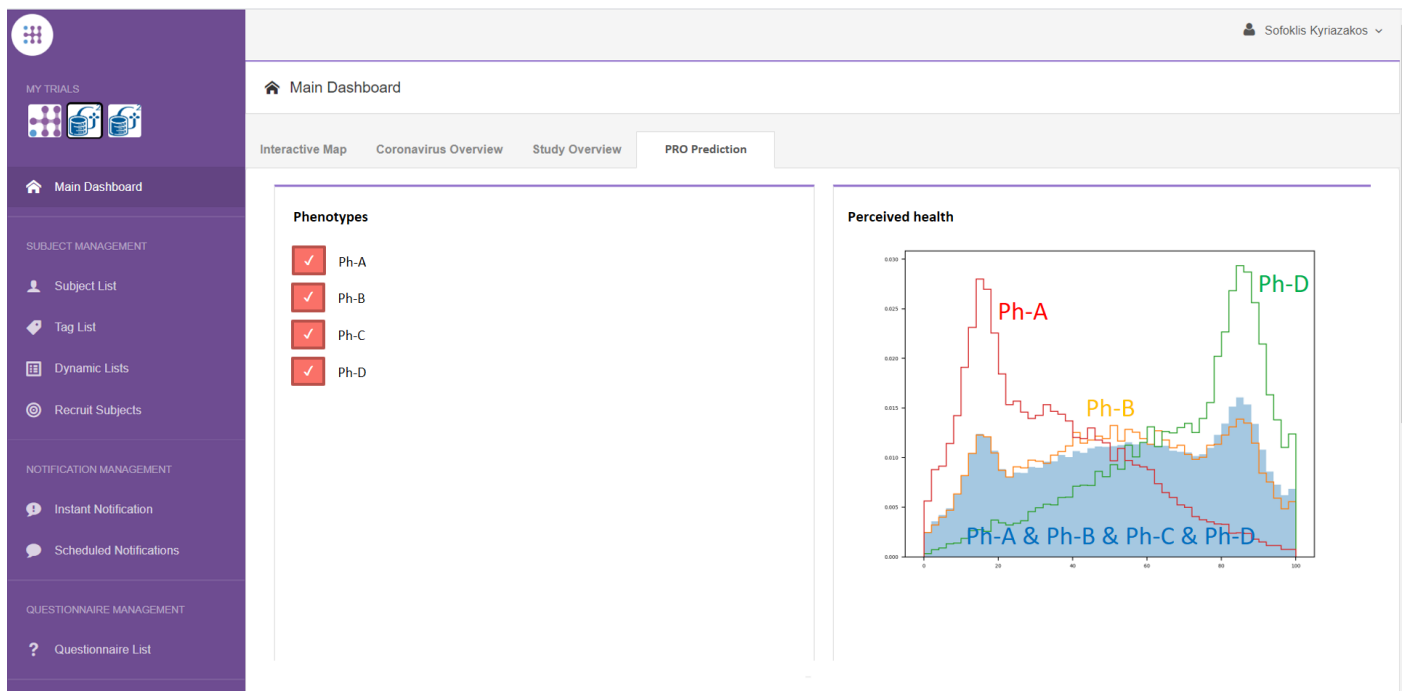 Sofoklis Kyriazakos
MY TRIALS
Main Dashboard
Interactive Map
Coronavirus Overview
Study Overview
PRO Prediction
Main Dashboard
SUBJECT MANAGEMENT
Subject List
Tag List
Dynamic Lists
Recruit Subjects
NOTIFICATION MANAGEMENT
Instant Notification
Scheduled Notifications
QUESTIONNAIRE MANAGEMENT
? Questionnaire List
Phenotypes
✓ Ph-A
✓ Ph-B
✓ Ph-C
✓ Ph-D
Perceived health
0.030
0.025
0.020
0.015
0.010
0.005
0.000
Ph-A
Ph-D
Ph-B
Ph-A & Ph-B & Ph-C & Ph-D
0 20 40 60 80 100